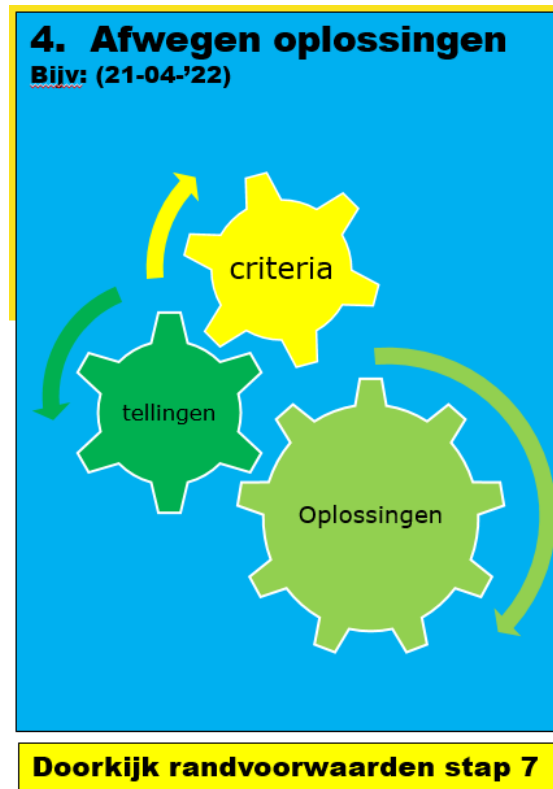 4. Afwegen oplossingen
Bijv: (21-04-’22)
criteria
tellingen
Oplossingen
Doorkijk randvoorwaarden stap 7